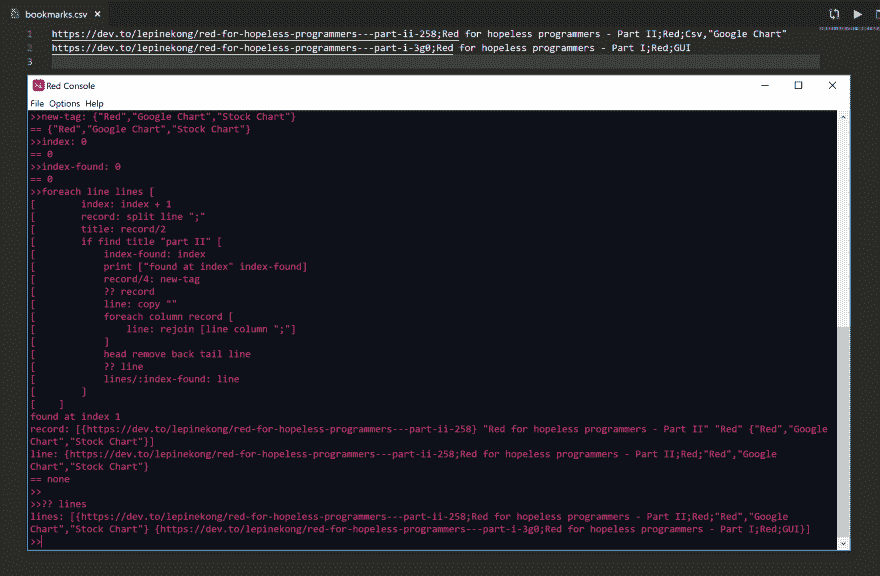 bookmarks.csv ×
1 https://dev.to/lepinekong/red-for-hopeless-programmers---part-ii-258;Red for hopeless programmers - Part II;Red;Csv,"Google Chart"
2 https://dev.to/lepinekong/red-for-hopeless-programmers---part-i-3g0;Red for hopeless programmers - Part I;Red;GUI
3
Red Console
File Options Help
>>new-tag: {"Red","Google Chart","Stock Chart"}
== {"Red","Google Chart","Stock Chart"}
>>index: 0
== 0
>>index-found: 0
== 0
>>foreach line lines [
[        index: index + 1
[        record: split line ";"
[        title: record/2
[        if find title "part II" [
[            index-found: index
[            print ["found at index" index-found]
[            record/4: new-tag
[            ?? record
[            line: copy ""
[            foreach column record [
[                line: rejoin [line column ";"]
[            ]
[            head remove back tail line
[            ?? line
[            lines/:index-found: line
[        ]
[    ]
found at index 1
record: [{https://dev.to/lepinekong/red-for-hopeless-programmers---part-ii-258} "Red for hopeless programmers - Part II" "Red" {"Red","Google
Chart","Stock Chart"}]
line: {https://dev.to/lepinekong/red-for-hopeless-programmers---part-ii-258;Red for hopeless programmers - Part II;Red;"Red","Google
Chart","Stock Chart"}
== none
>>
>>?? lines
lines: [{https://dev.to/lepinekong/red-for-hopeless-programmers---part-ii-258;Red for hopeless programmers - Part II;Red;"Red","Google
Chart","Stock Chart"} {https://dev.to/lepinekong/red-for-hopeless-programmers---part-i-3g0;Red for hopeless programmers - Part I;Red;GUI}]
>>